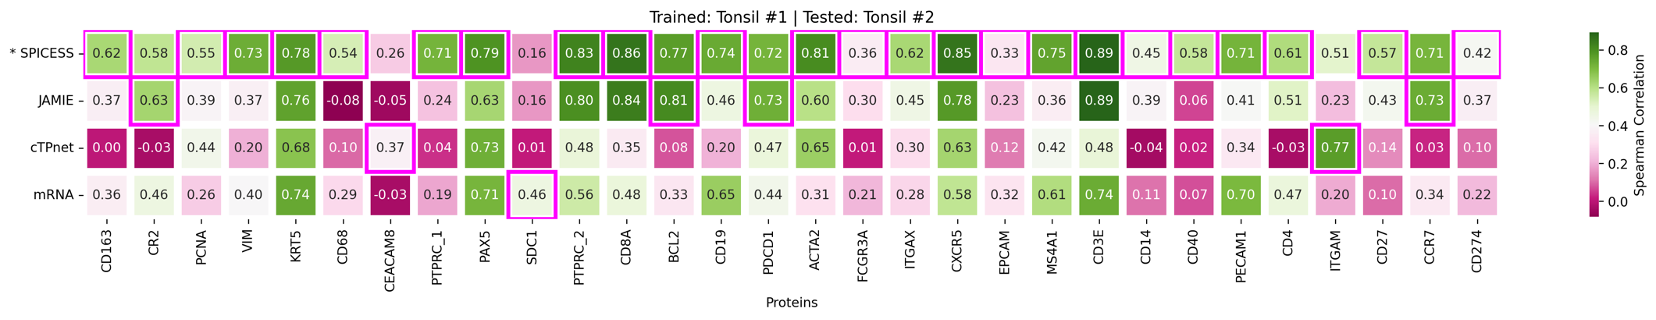 Trained: Tonsil #1 | Tested: Tonsil #2
* SPICESS 0.62 0.58 0.55 0.73 0.78 0.54 0.26 0.71 0.79 0.16 0.83 0.86 0.77 0.74 0.72 0.81 0.36 0.62 0.85 0.33 0.75 0.89 0.45 0.58 0.71 0.61 0.51 0.57 0.71 0.42
JAMIE 0.37 0.63 0.39 0.37 0.76 -0.08 -0.05 0.24 0.63 0.16 0.80 0.84 0.81 0.46 0.73 0.60 0.30 0.45 0.78 0.23 0.36 0.89 0.39 0.06 0.41 0.51 0.23 0.43 0.73 0.37
cTPnet 0.00 -0.03 0.44 0.20 0.68 0.10 0.37 0.04 0.73 0.01 0.48 0.35 0.08 0.20 0.47 0.65 0.01 0.30 0.63 0.12 0.42 0.48 -0.04 0.02 0.34 -0.03 0.77 0.14 0.03 0.10
mRNA 0.36 0.46 0.26 0.40 0.74 0.29 -0.03 0.19 0.71 0.46 0.56 0.48 0.33 0.65 0.44 0.31 0.21 0.28 0.58 0.32 0.61 0.74 0.11 0.07 0.70 0.47 0.20 0.10 0.34 0.22
CD163 CR2 PCNA VIM KRT5 CD68 CEACAM8 PTPRC_1 PAX5 SDC1 PTPRC_2 CD8A BCL2 CD19 PDCD1 ACTA2 FCGR3A ITGAX CXCR5 EPCAM MS4A1 CD3E CD14 CD40 PECAM1 CD4 ITGAM CD27 CCR7 CD274
Proteins
0.8
0.6
0.4
0.2
0.0
Spearman Correlation